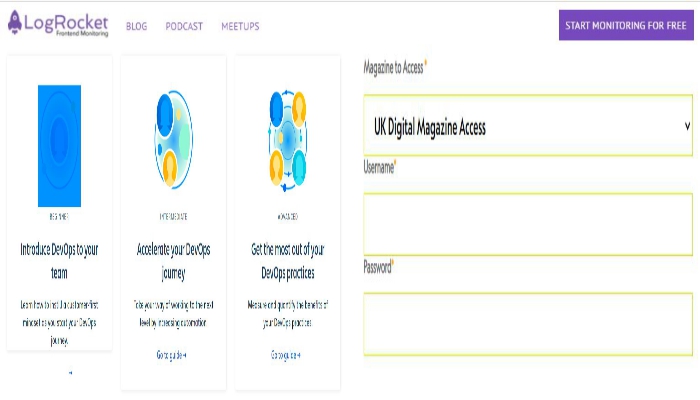 LogRocket
Frontend Monitoring
BLOG PODCAST MEETUPS
START MONITORING FOR FREE
BEGINNER
Introduce DevOps to your
team
Learn how to instil a customer-first
mindset as you start your DevOps
journey.
→
INTERMEDIATE
Accelerate your DevOps
journey
Take your way of working to the next
level by increasing automation
Go to guide →
ADVANCED
Get the most out of your
DevOps practices
Measure and quantify the benefits of
your DevOps practices
Go to guide →
Magazine to Access*
UK Digital Magazine Access
Username*
Password*